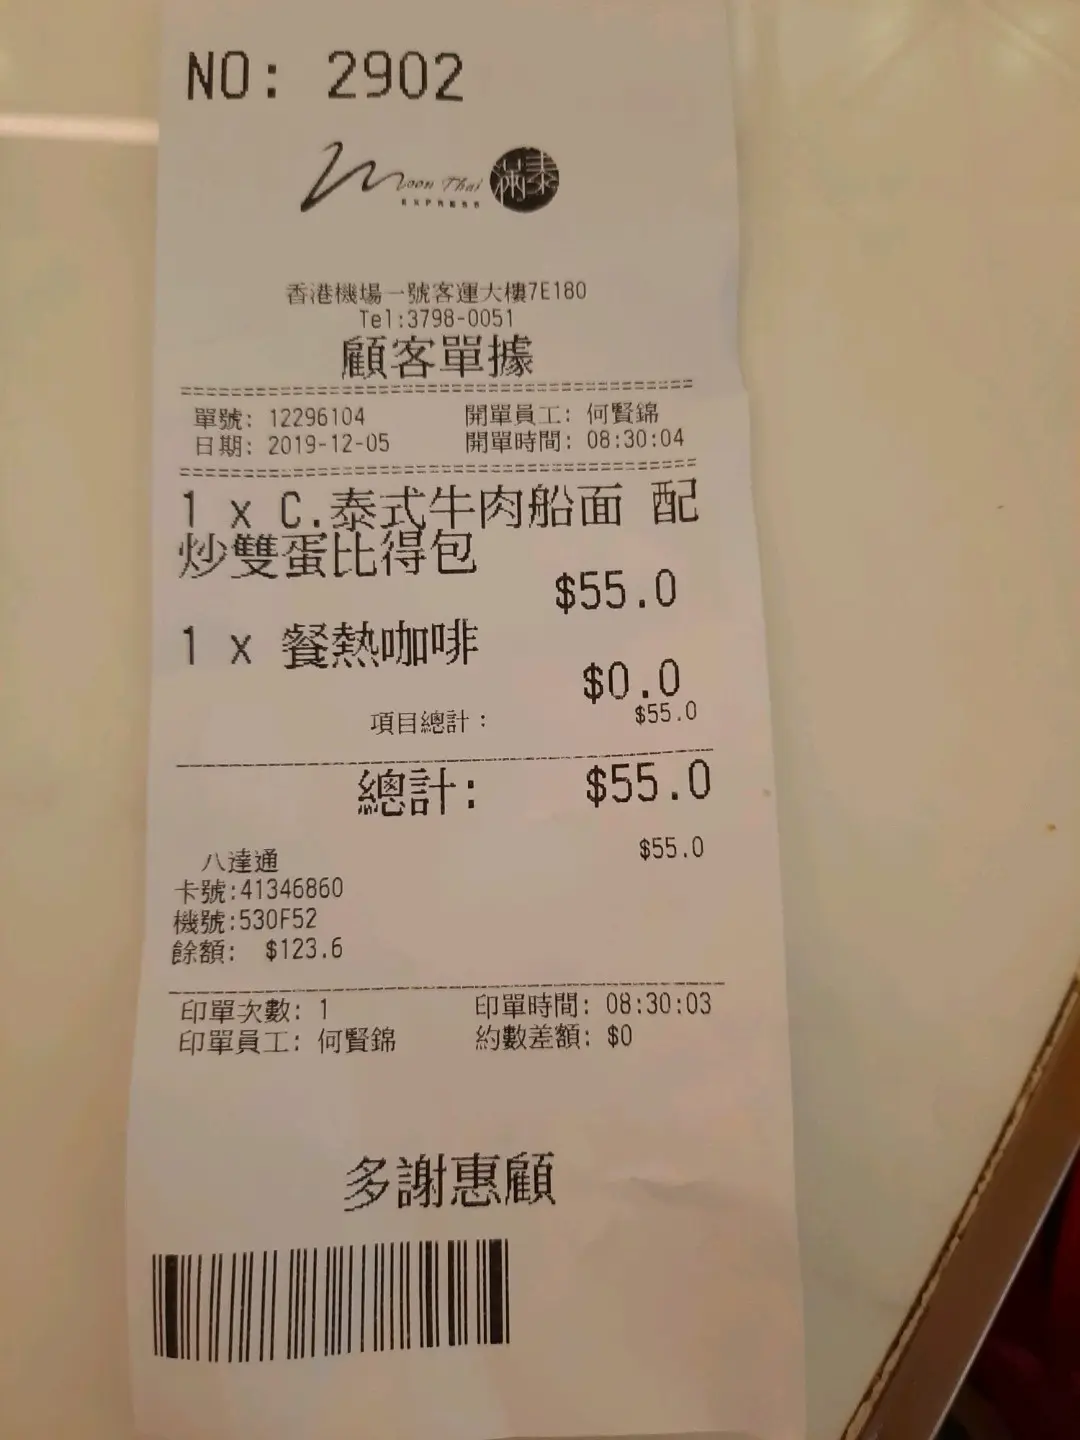 NO: 2902
Moon Thai 滿泰
EXPRESS
香港機場一號客運大樓7E180
Tel:3798-0051
顧客單據
單號: 12296104 開單員工: 何賢錦
日期: 2019-12-05 開單時間: 08:30:04
1 x C.泰式牛肉船面 配
炒雙蛋比得包
$55.0
1 x 餐熱咖啡
$0.0
項目總計: $55.0
總計: $55.0
八達通 $55.0
卡號:41346860
機號:530F52
餘額: $123.6
印單次數: 1 印單時間: 08:30:03
印單員工: 何賢錦 約數差額: $0
多謝惠顧